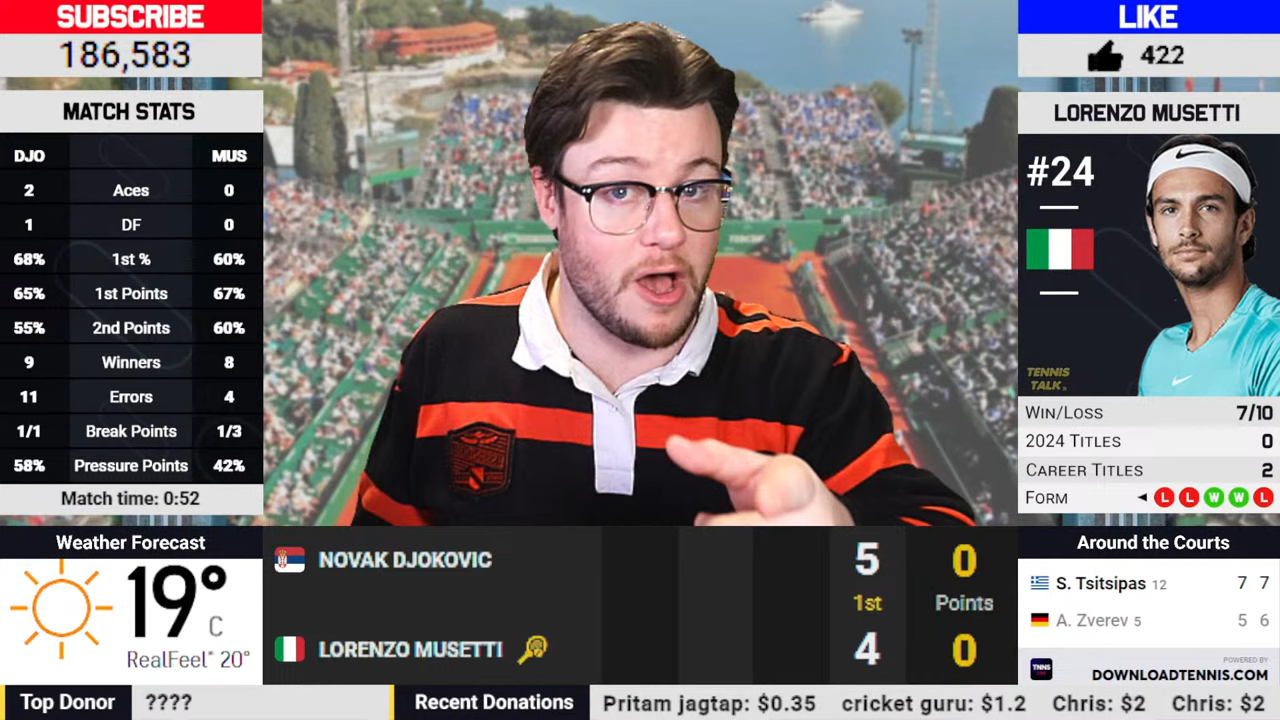 SUBSCRIBE
186,583
MATCH STATS
DJO MUS
2 Aces 0
1 DF 0
68% 1st % 60%
65% 1st Points 67%
55% 2nd Points 60%
9 Winners 8
11 Errors 4
1/1 Break Points 1/3
58% Pressure Points 42%
Match time: 0:52
Weather Forecast
19°
C
RealFeel® 20°
LIKE
422
LORENZO MUSETTI
#24
TENNIS
TALK
WIN/LOSS 7/10
2024 TITLES 0
CAREER TITLES 2
FORM L L W W L
NOVAK DJOKOVIC 5 0
1st Points
LORENZO MUSETTI 4 0
Around the Courts
S. Tsitsipas 12 7 7
A. Zverev 5 5 6
TNNS
POWERED BY
DOWNLOADTENNIS.COM
Top Donor ????
Recent Donations Pritam jagtap: $0.35 cricket guru: $1.2 Chris: $2 Chris: $2